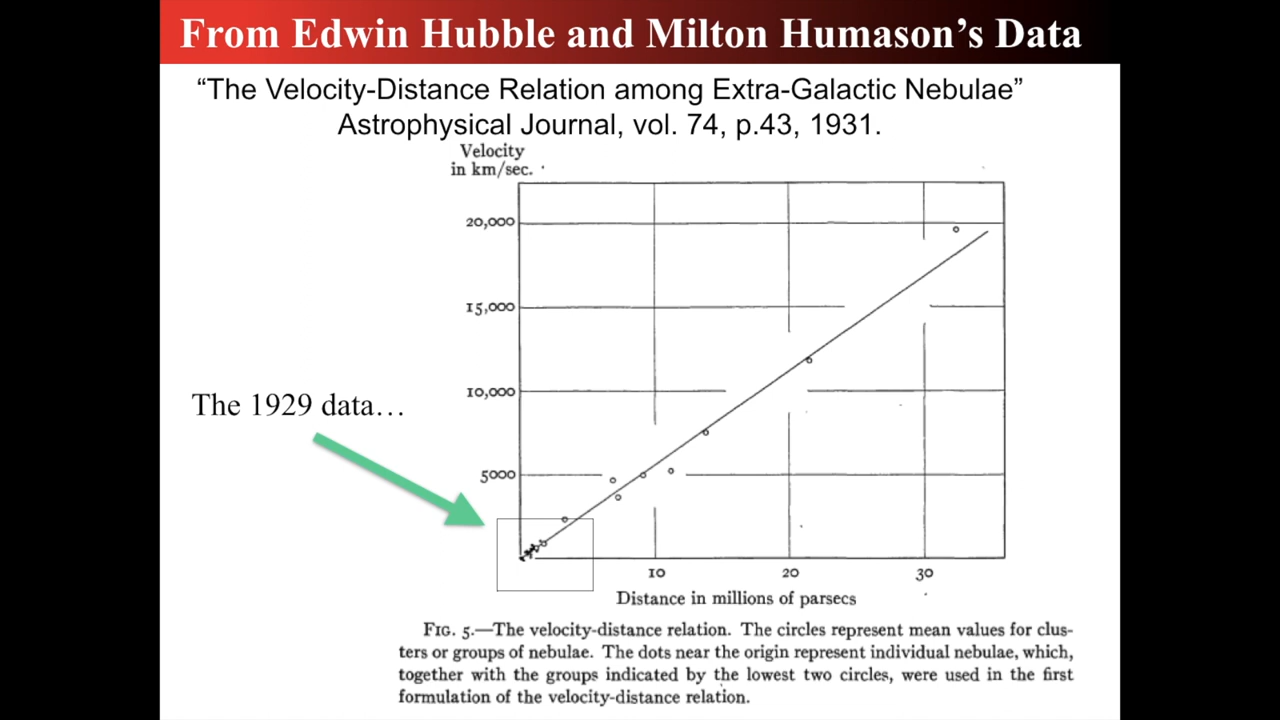 From Edwin Hubble and Milton Humason’s Data
“The Velocity-Distance Relation among Extra-Galactic Nebulae”
Astrophysical Journal, vol. 74, p.43, 1931.
Velocity
in km/sec.
20,000
15,000
10,000
The 1929 data…
5000
10 20 30
Distance in millions of parsecs
Fig. 5.—The velocity-distance relation. The circles represent mean values for clus-
ters or groups of nebulae. The dots near the origin represent individual nebulae, which,
together with the groups indicated by the lowest two circles, were used in the first
formulation of the velocity-distance relation.